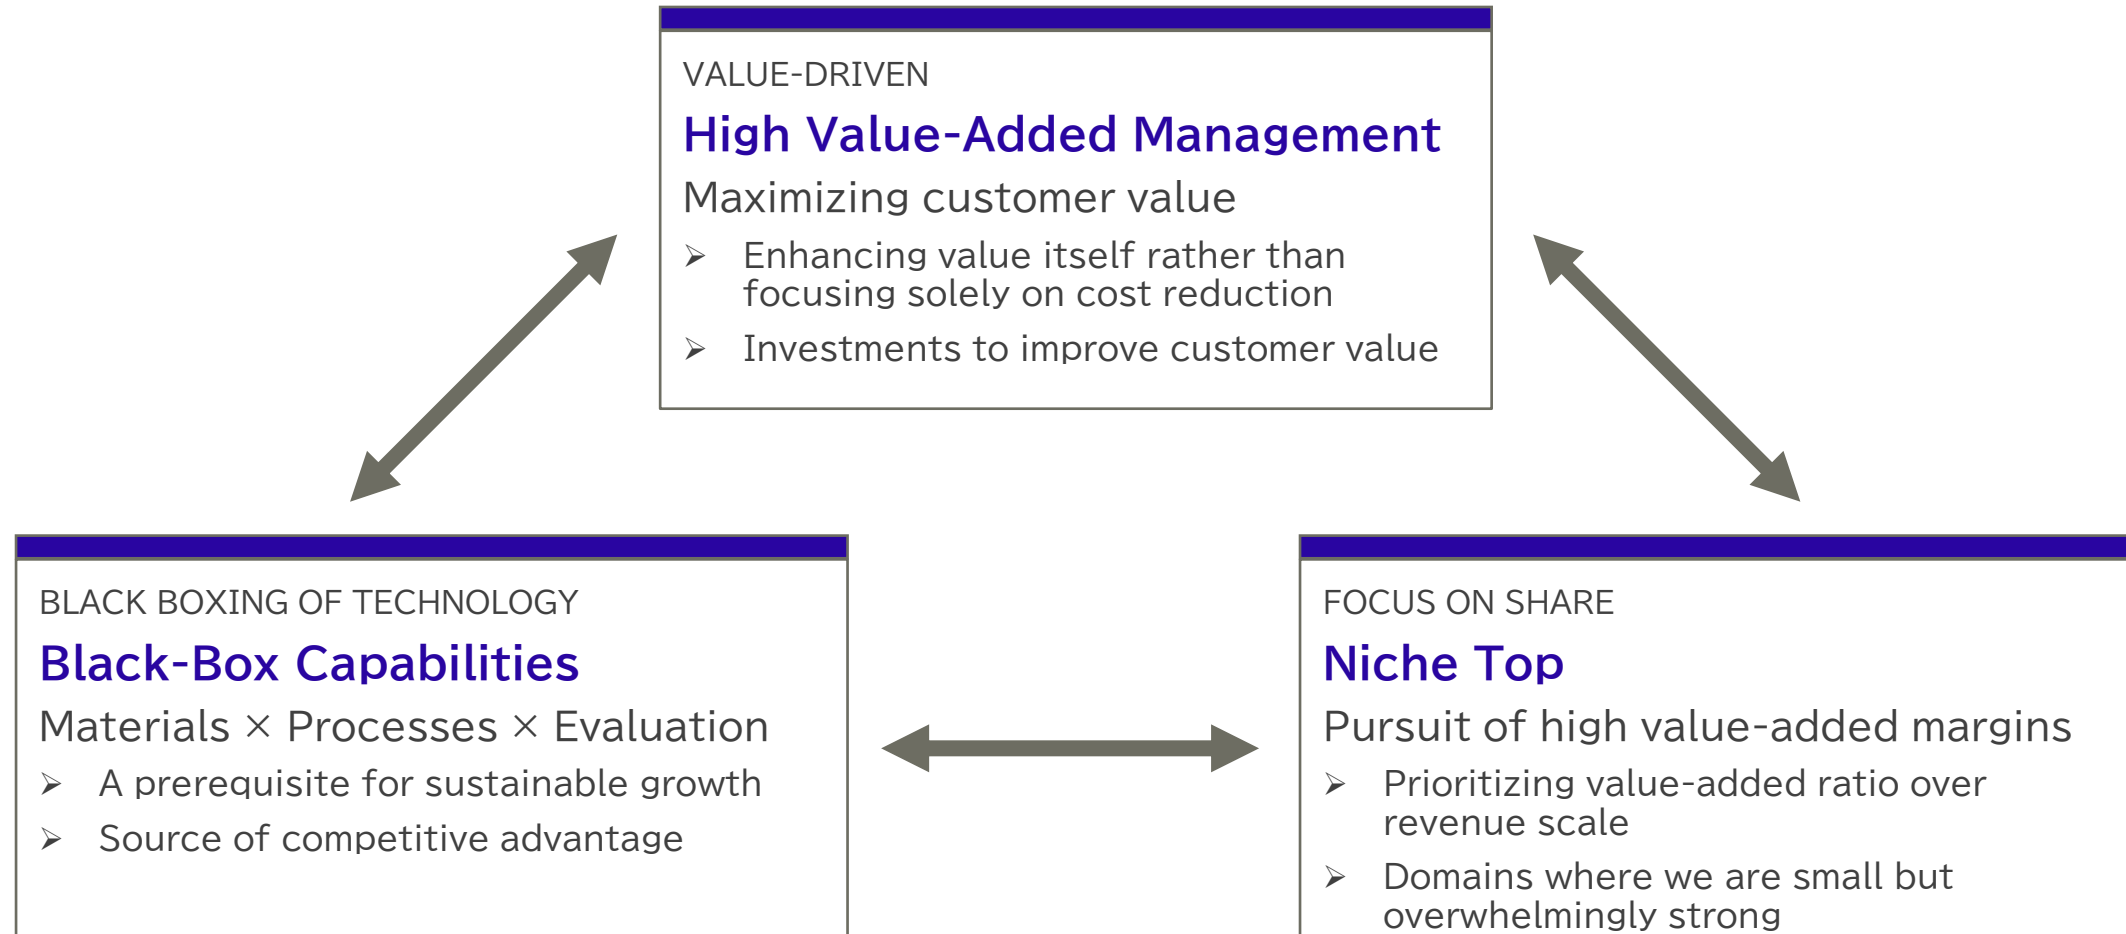 VALUE-DRIVEN
High Value-Added Management
Maximizing customer value
➢ Enhancing value itself rather than
focusing solely on cost reduction
➢ Investments to improve customer value
BLACK BOXING OF TECHNOLOGY
Black-Box Capabilities
Materials × Processes × Evaluation
➢ A prerequisite for sustainable growth
➢ Source of competitive advantage
FOCUS ON SHARE
Niche Top
Pursuit of high value-added margins
➢ Prioritizing value-added ratio over
revenue scale
➢ Domains where we are small but
overwhelmingly strong